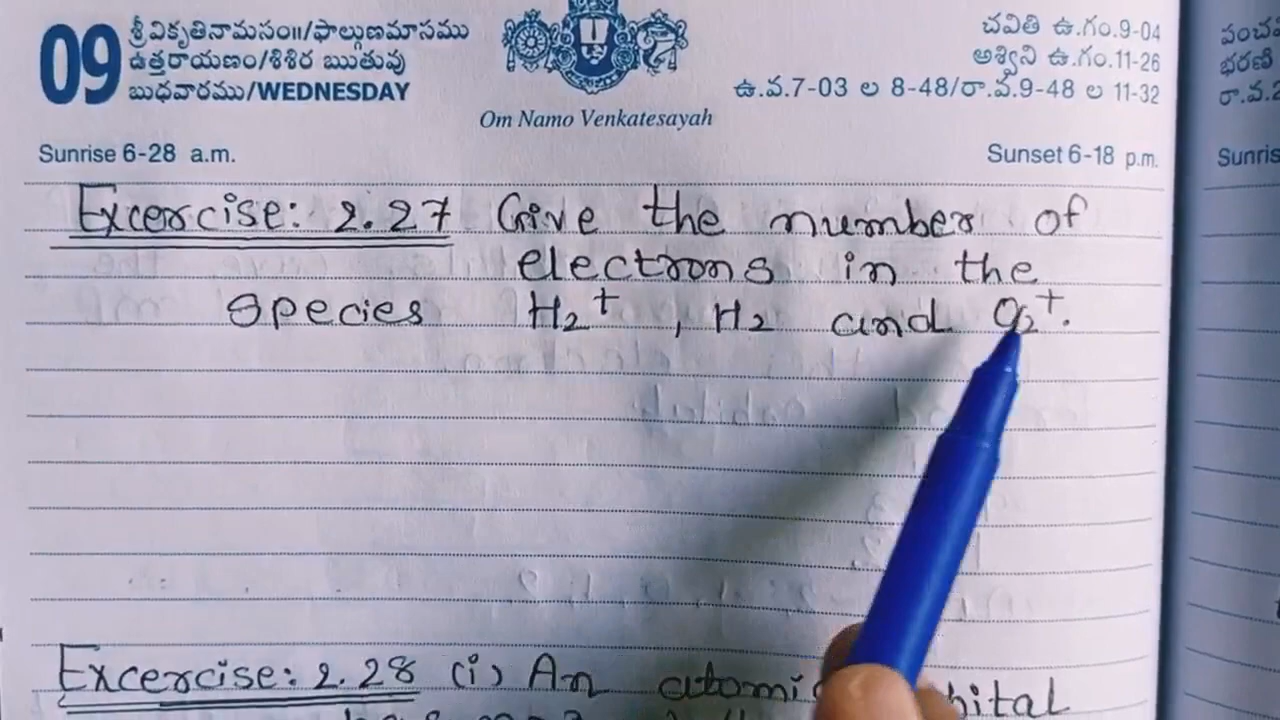 09
శ్రీవికృతినామసం॥/ఫాల్గుణమాసము
ఉత్తరాయణం/శిశిర ఋతువు
బుధవారము/WEDNESDAY
Om Namo Venkatesayah
చవితి ఉ.గం.9-04
అశ్విని ఉ.గం.11-26
ఉ.వ.7-03 ల 8-48/రా.వ.9-48 ల 11-32
Sunrise 6-28 a.m.
Sunset 6-18 p.m.
Excercise: 2.27 Give the number of
electrons in the
species H₂⁺, H₂ and O₂⁺.
Excercise: 2.28 (i) An